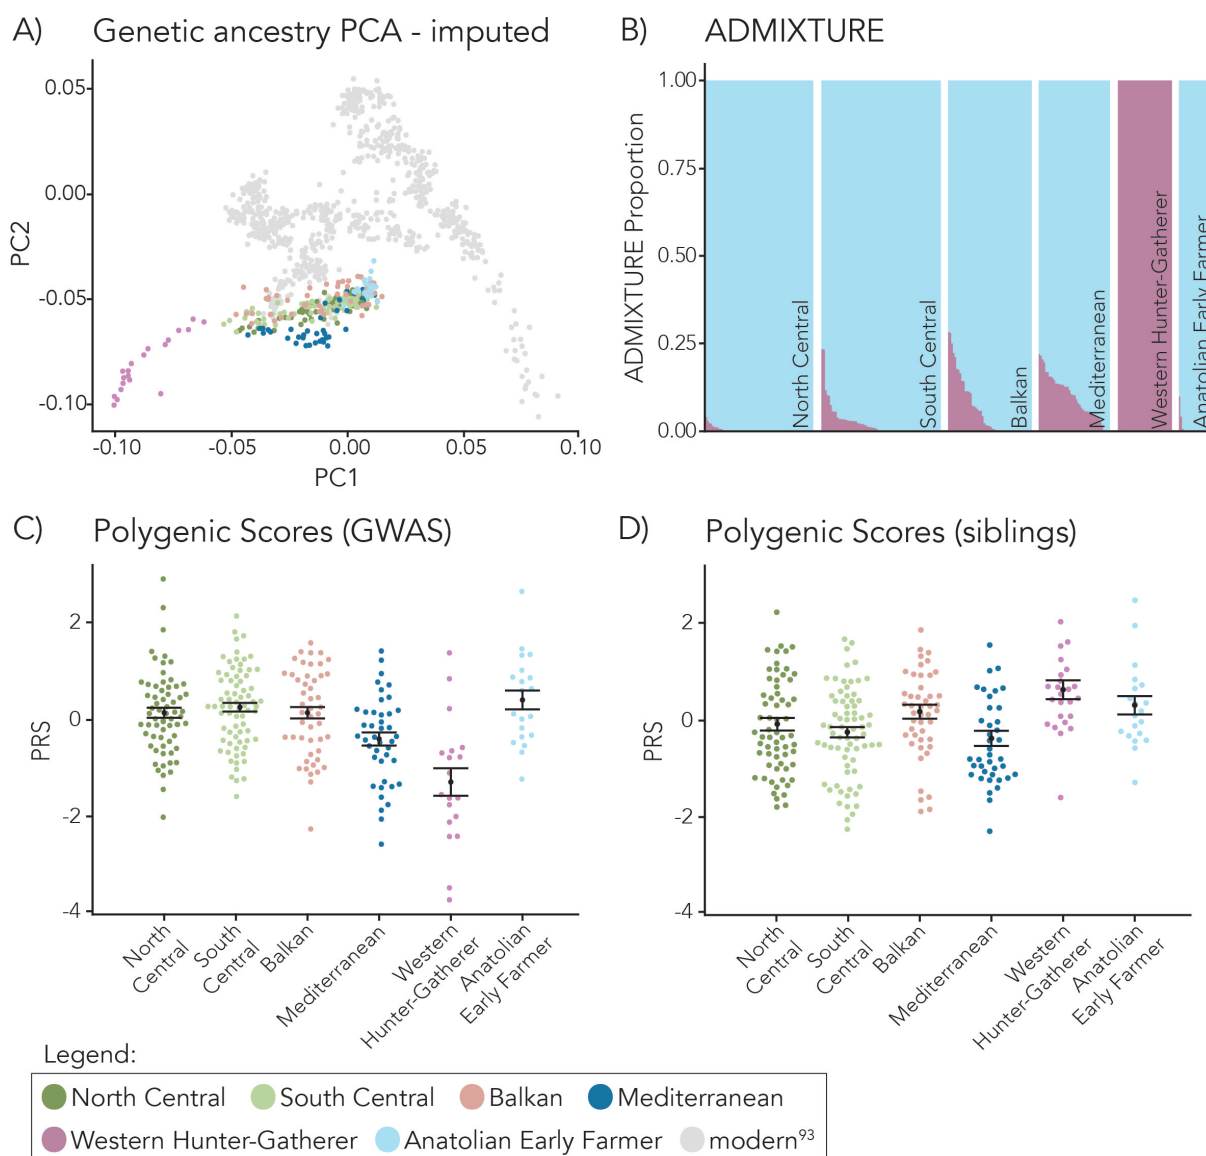 A) Genetic ancestry PCA - imputed
0.05
0.00
-0.05
-0.10
PC2
-0.10 -0.05 0.00 0.05 0.10
PC1
B) ADMIXTURE
1.00
0.75
0.50
0.25
0.00
ADMIXTURE Proportion
North Central
South Central
Balkan
Mediterranean
Western Hunter-Gatherer
Anatolian Early Farmer
C) Polygenic Scores (GWAS)
2
0
-2
-4
PRS
North
Central
South
Central
Balkan
Mediterranean
Western
Hunter-Gatherer
Anatolian
Early Farmer
D) Polygenic Scores (siblings)
2
0
-2
-4
PRS
North
Central
South
Central
Balkan
Mediterranean
Western
Hunter-Gatherer
Anatolian
Early Farmer
Legend:
North Central South Central Balkan Mediterranean
Western Hunter-Gatherer Anatolian Early Farmer modern⁹³